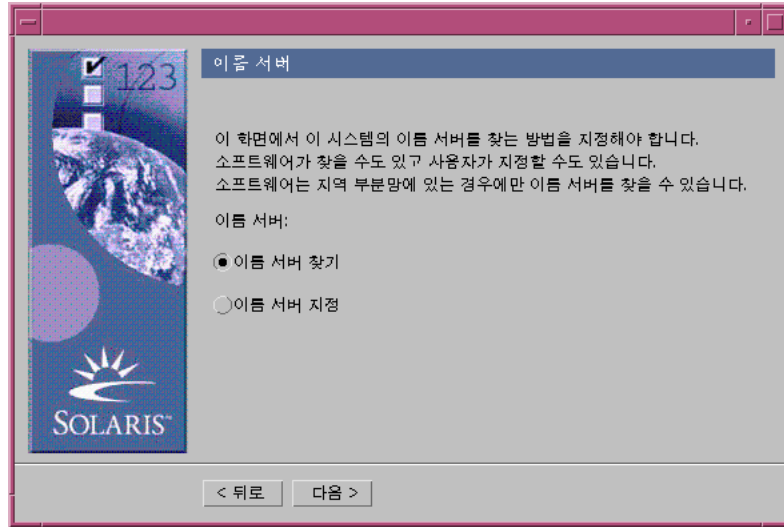 123
이름 서버
이 화면에서 이 시스템의 이름 서버를 찾는 방법을 지정해야 합니다.
소프트웨어가 찾을 수도 있고 사용자가 지정할 수도 있습니다.
소프트웨어는 지역 부분망에 있는 경우에만 이름 서버를 찾을 수 있습니다.
이름 서버:
이름 서버 찾기
이름 서버 지정
SOLARIS™
< 뒤로
다음 >